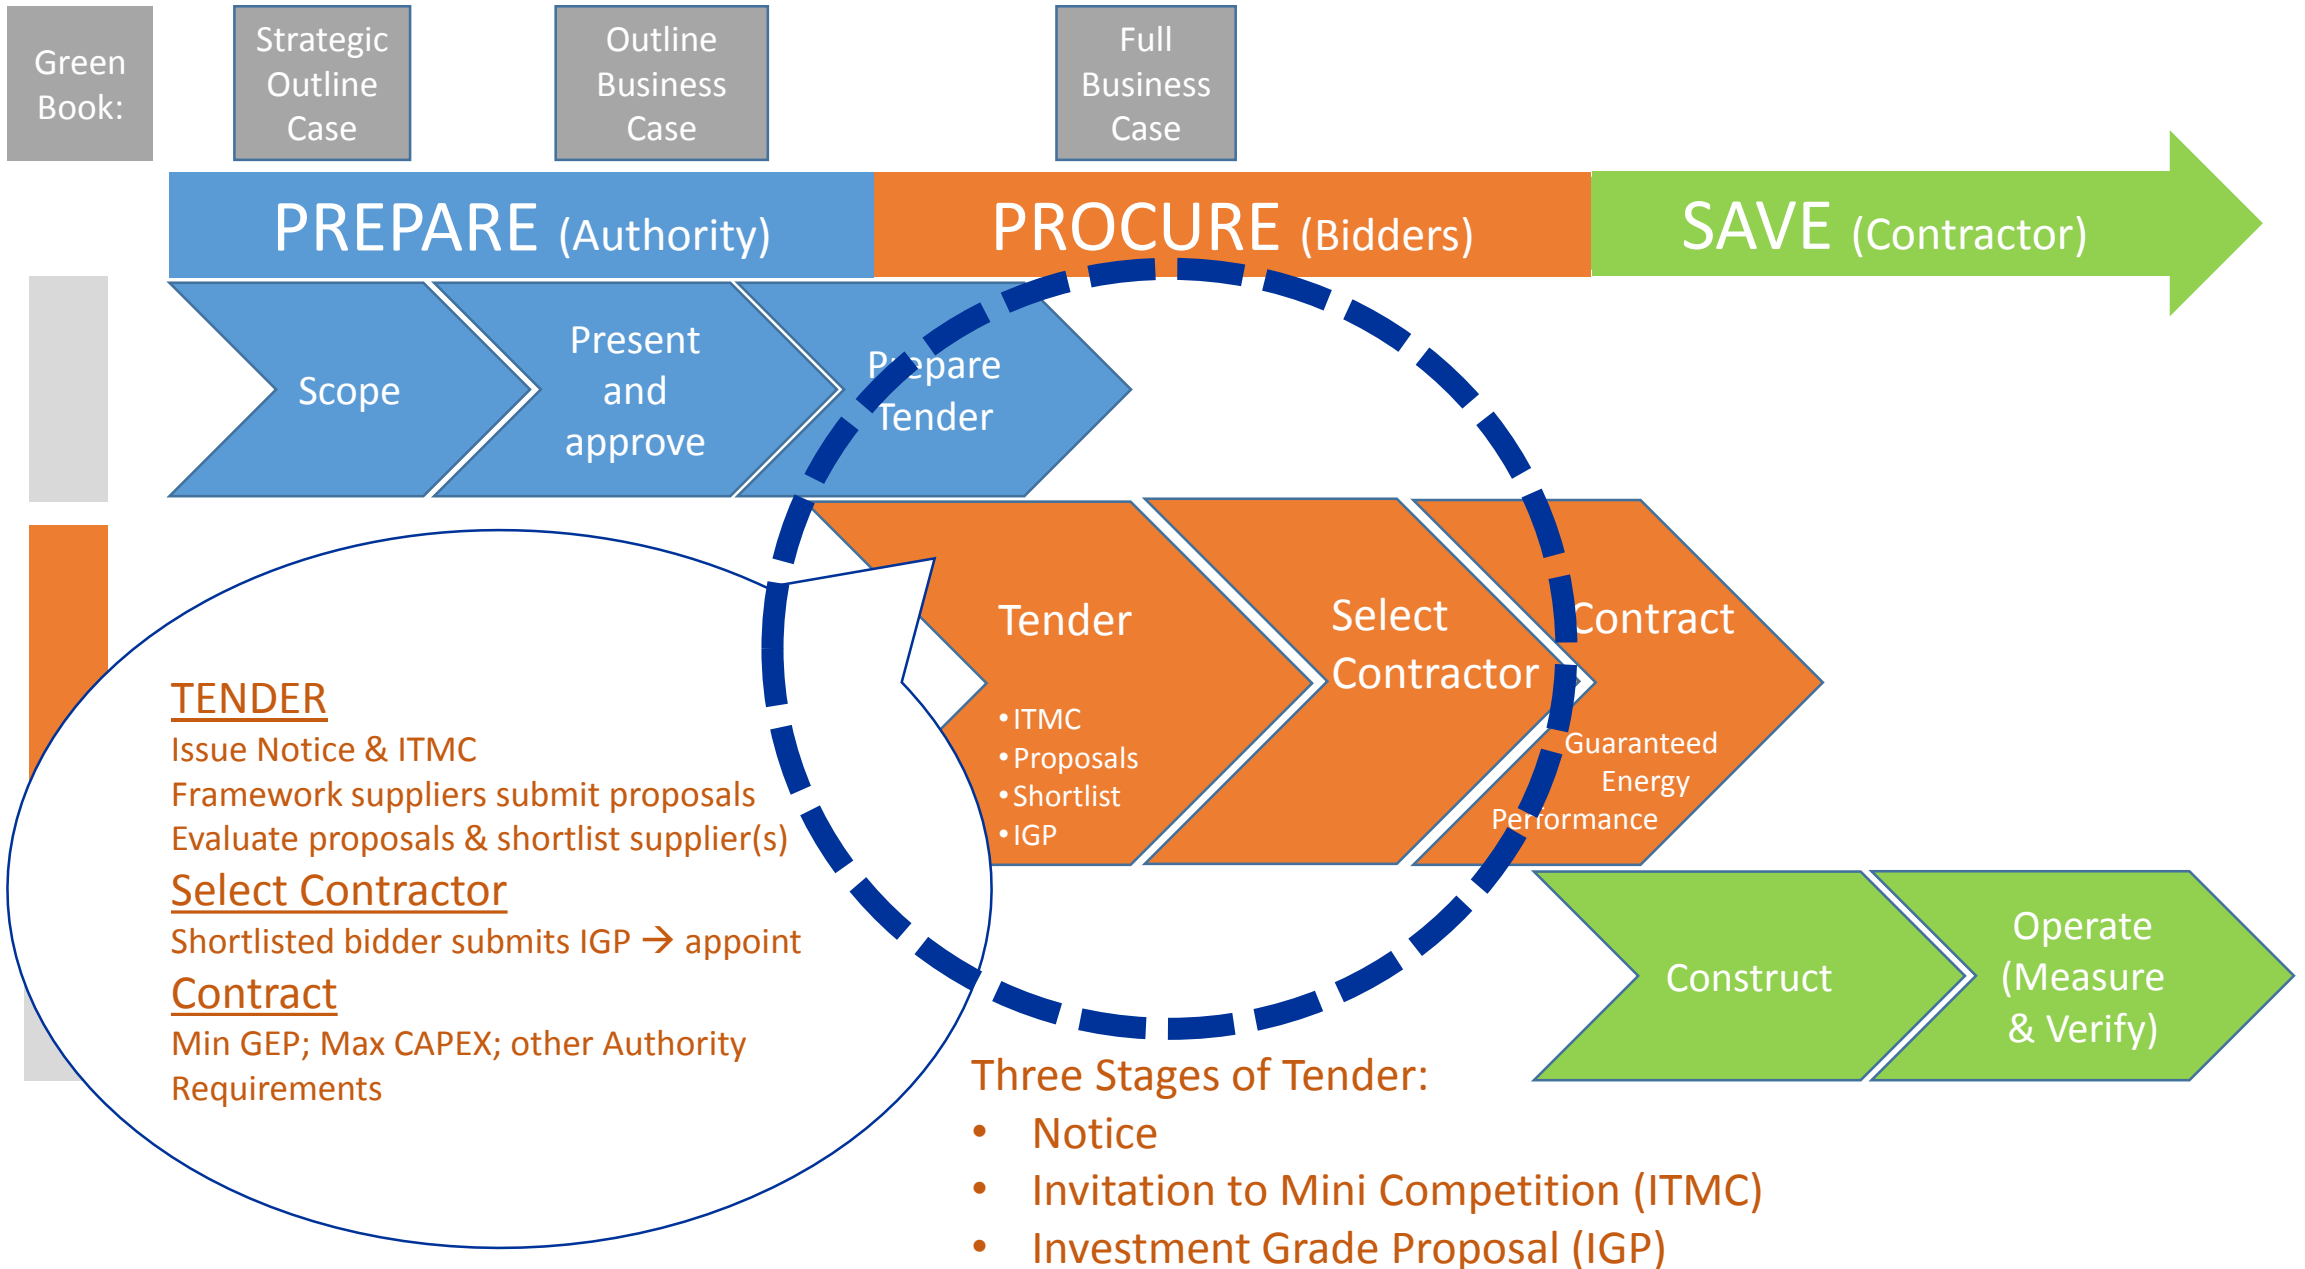 Green
Book:
Strategic
Outline
Case
Outline
Business
Case
Full
Business
Case
PREPARE (Authority)
PROCURE (Bidders)
SAVE (Contractor)
Scope
Present
and
approve
Prepare
Tender
Tender
• ITMC
• Proposals
• Shortlist
• IGP
Select
Contractor
Contract
Guaranteed
Energy
Performance
TENDER
Issue Notice & ITMC
Framework suppliers submit proposals
Evaluate proposals & shortlist supplier(s)
Select Contractor
Shortlisted bidder submits IGP → appoint
Contract
Min GEP; Max CAPEX; other Authority
Requirements
Construct
Operate
(Measure
& Verify)
Three Stages of Tender:
• Notice
• Invitation to Mini Competition (ITMC)
• Investment Grade Proposal (IGP)